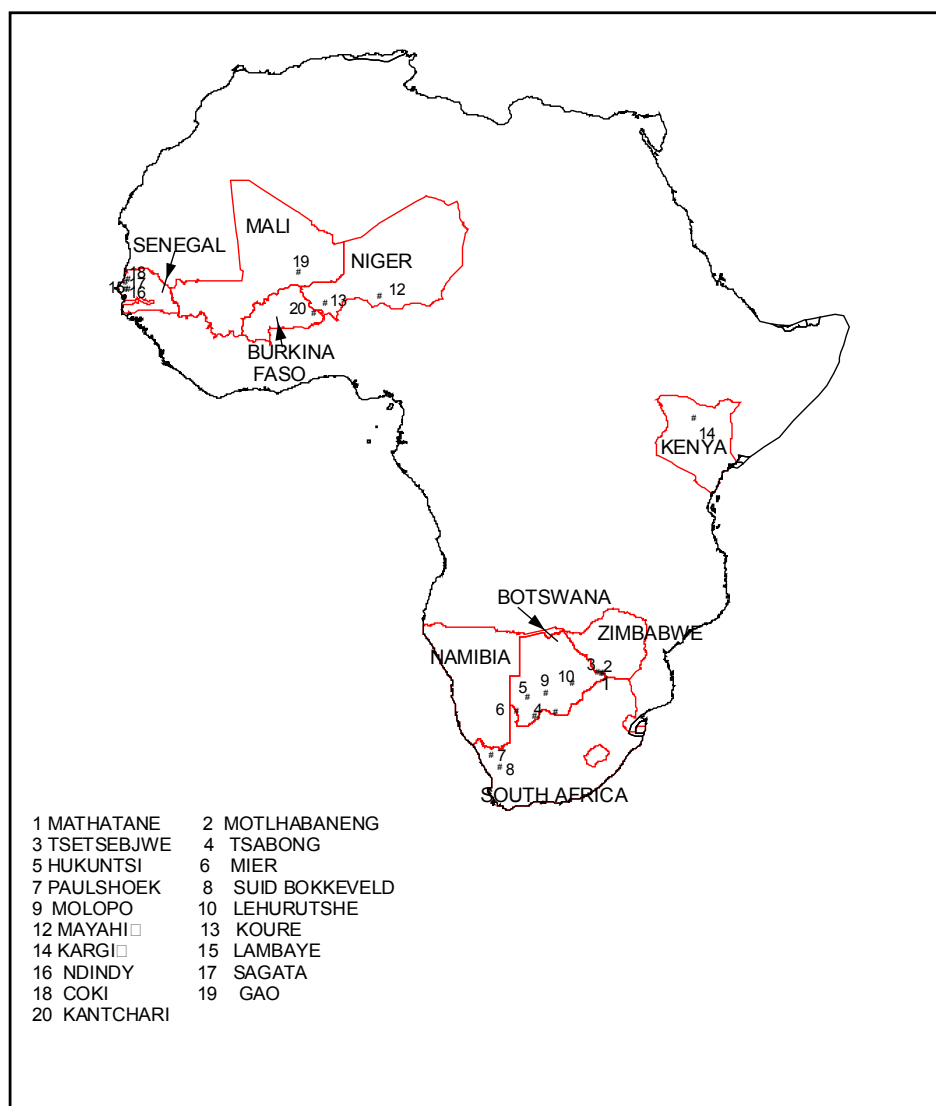 MALI
SENEGAL
19
NIGER
18
15 17
16
12
13
20
BURKINA
FASO
14
KENYA
BOTSWANA
ZIMBABWE
NAMIBIA
3 2
10
1
5 9
6 4
7
8
SOUTH AFRICA
1 MATHATANE 2 MOTLHABANENG
3 TSETSEBJWE 4 TSABONG
5 HUKUNTSI 6 MIER
7 PAULSHOEK 8 SUID BOKKEVELD
9 MOLOPO 10 LEHURUTSHE
12 MAYAHI□ 13 KOURE
14 KARGI□ 15 LAMBAYE
16 NDINDY 17 SAGATA
18 COKI 19 GAO
20 KANTCHARI